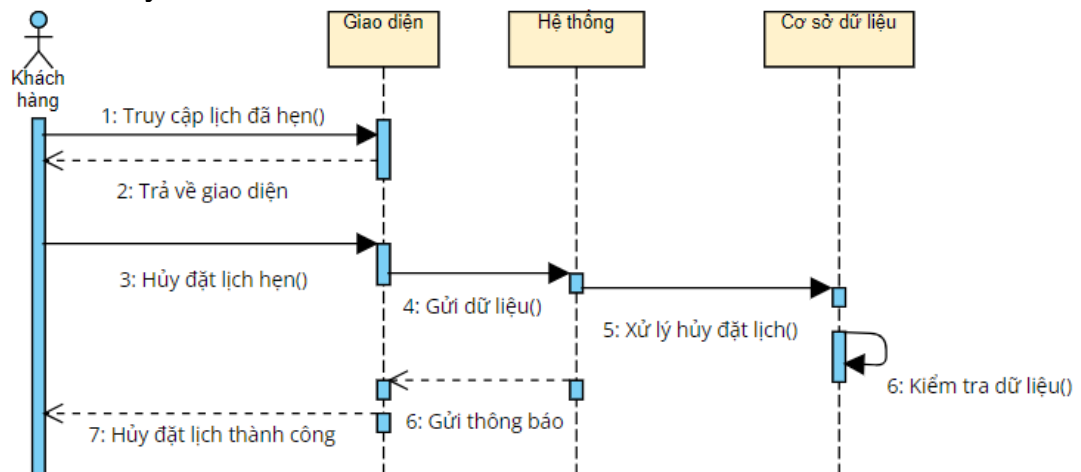 Giao diện
Hệ thống
Cơ sở dữ liệu
Khách
hàng
1: Truy cập lịch đã hẹn()
2: Trả về giao diện
3: Hủy đặt lịch hẹn()
4: Gửi dữ liệu()
5: Xử lý hủy đặt lịch()
6: Kiểm tra dữ liệu()
6: Gửi thông báo
7: Hủy đặt lịch thành công